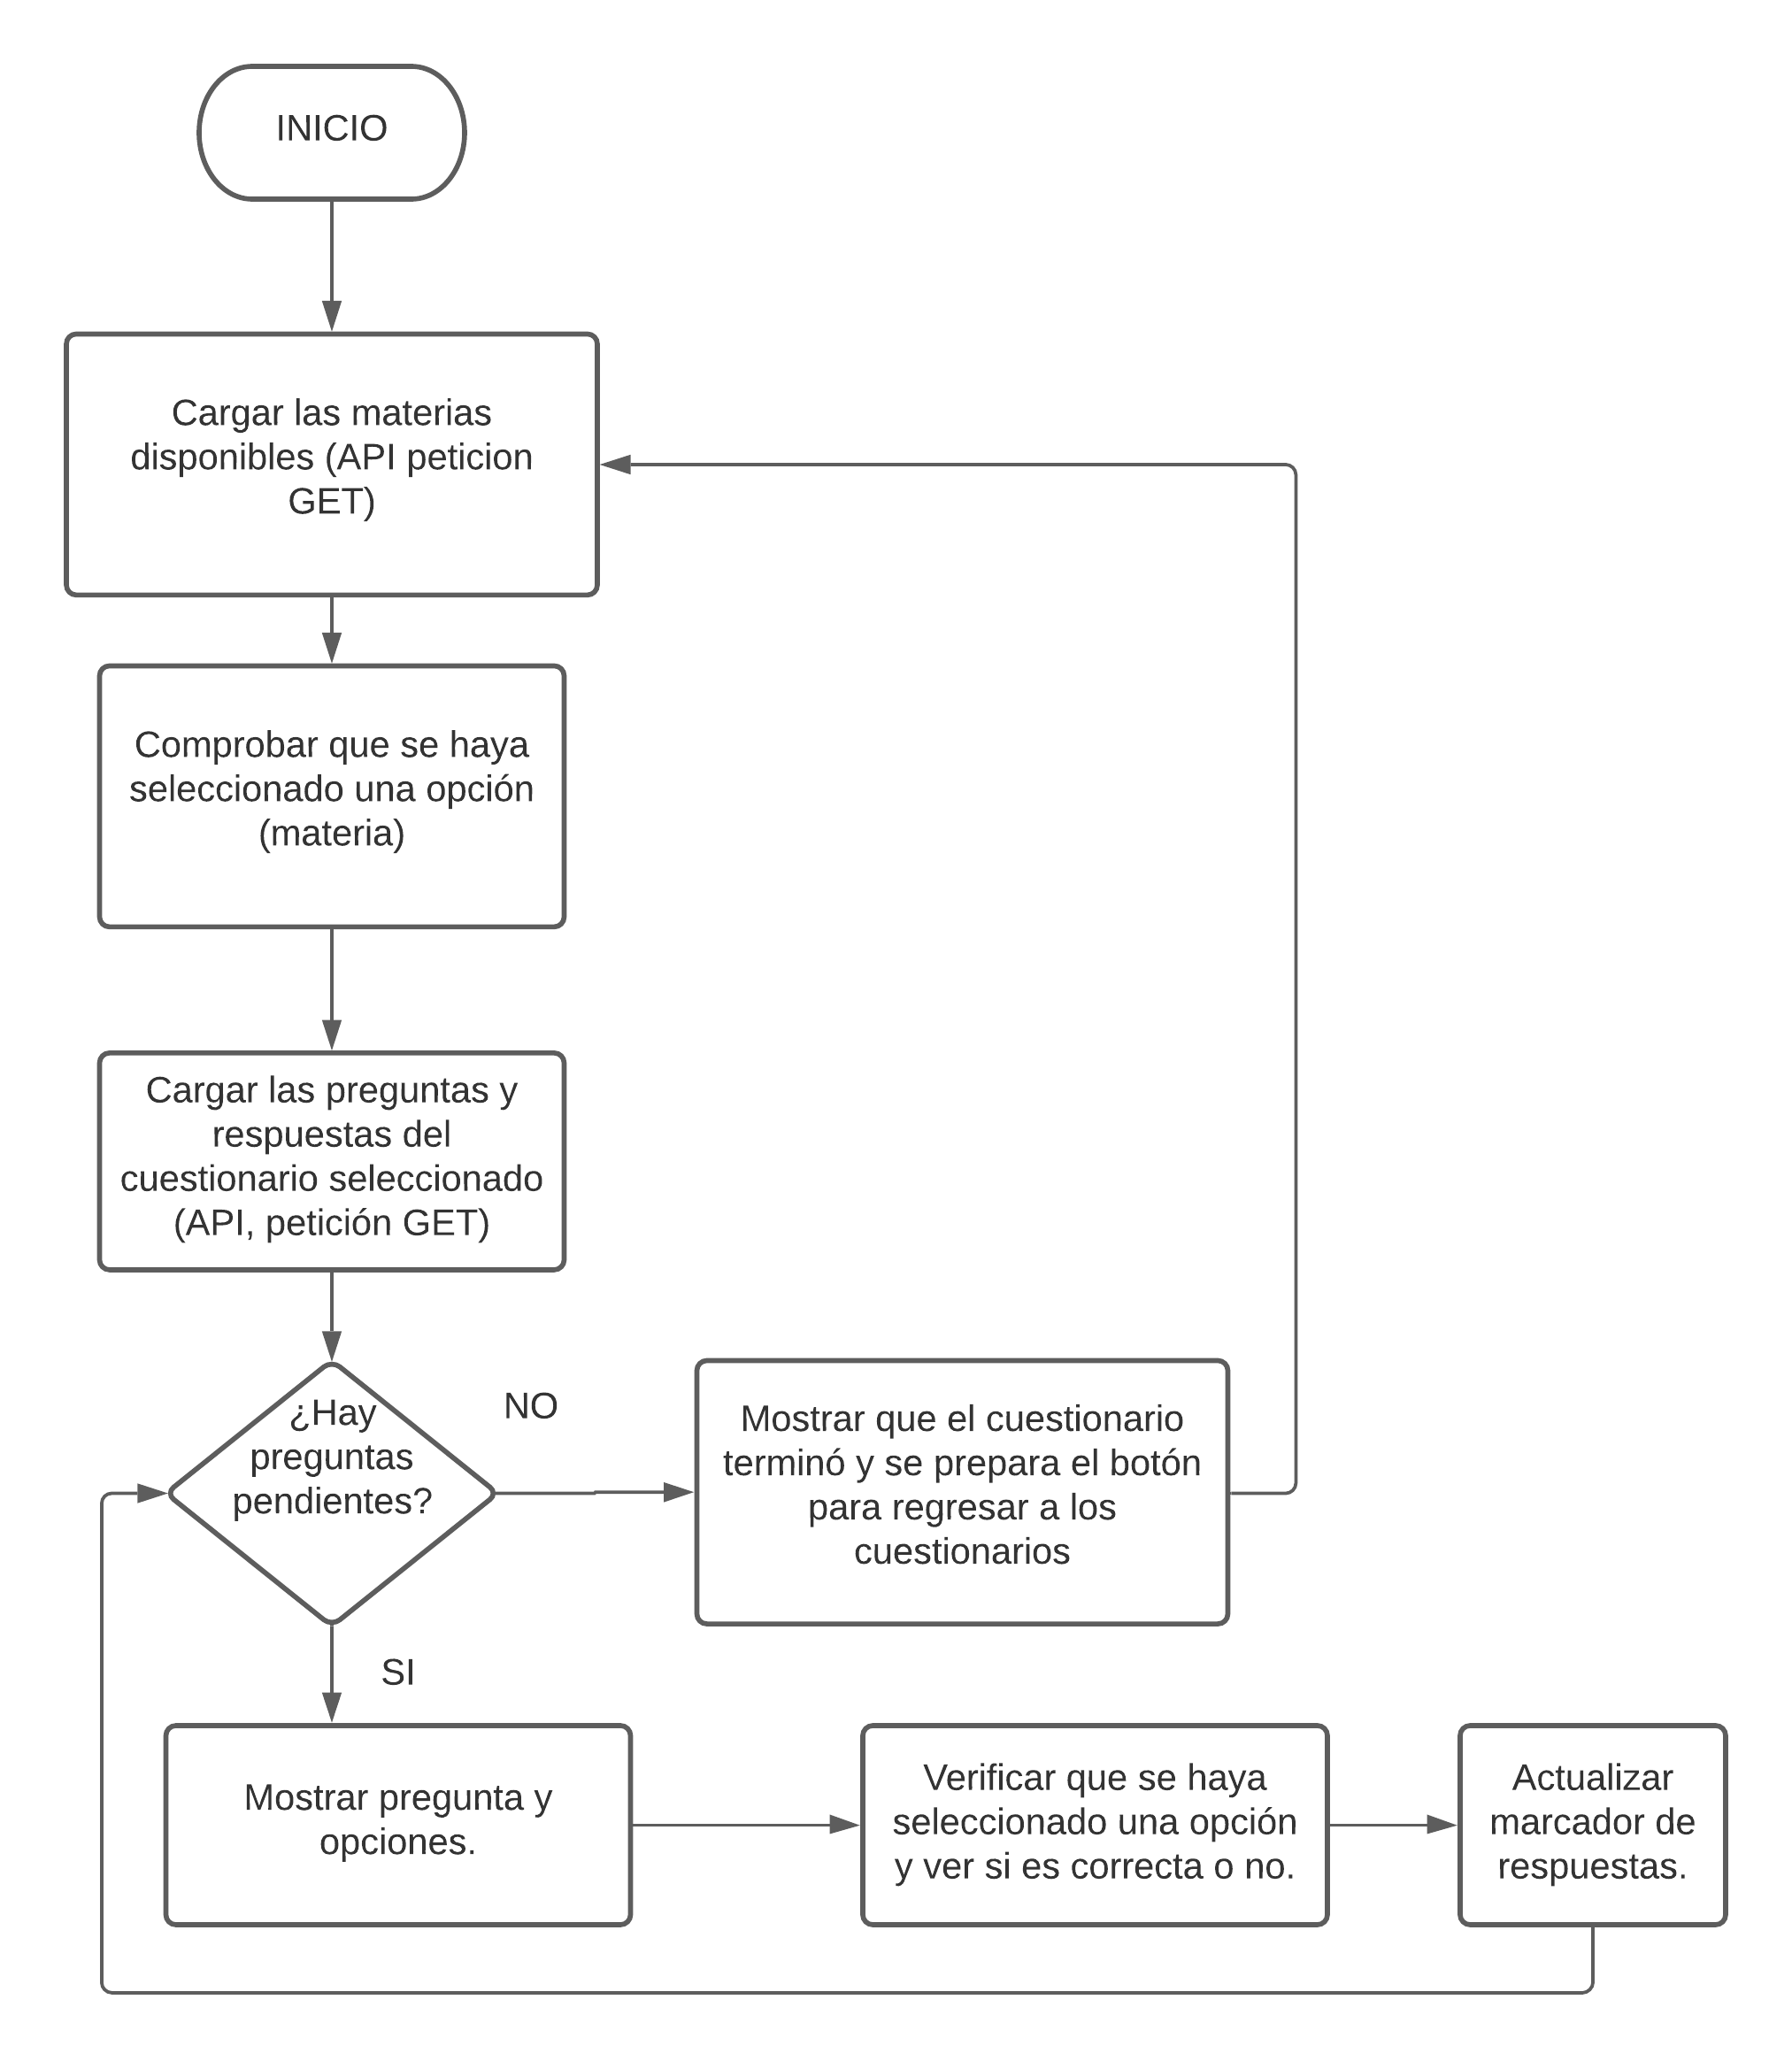 INICIO
Cargar las materias
disponibles (API peticion
GET)
Comprobar que se haya
seleccionado una opción
(materia)
Cargar las preguntas y
respuestas del
cuestionario seleccionado
(API, petición GET)
¿Hay
preguntas
pendientes?
NO
Mostrar que el cuestionario
terminó y se prepara el botón
para regresar a los
cuestionarios
SI
Mostrar pregunta y
opciones.
Verificar que se haya
seleccionado una opción
y ver si es correcta o no.
Actualizar
marcador de
respuestas.